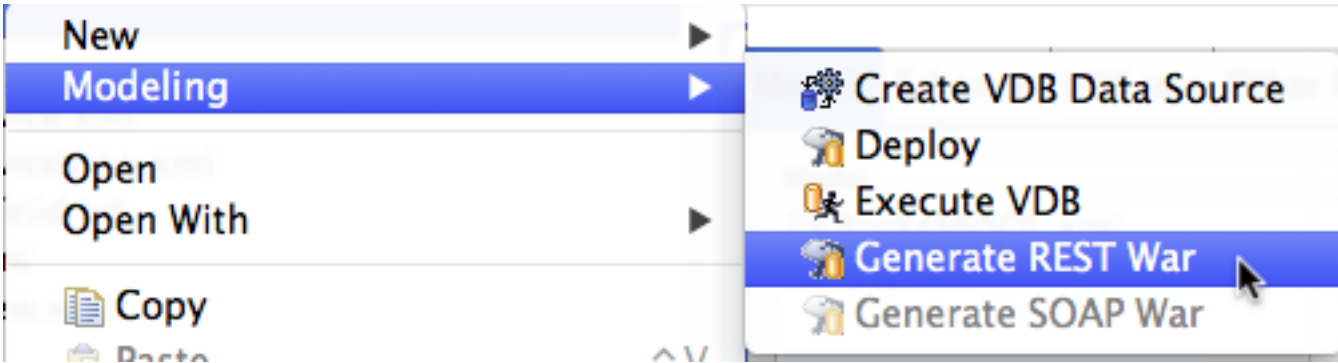 New
Modeling
Open
Open With
Copy
Paste ^V
Create VDB Data Source
Deploy
Execute VDB
Generate REST War
Generate SOAP War